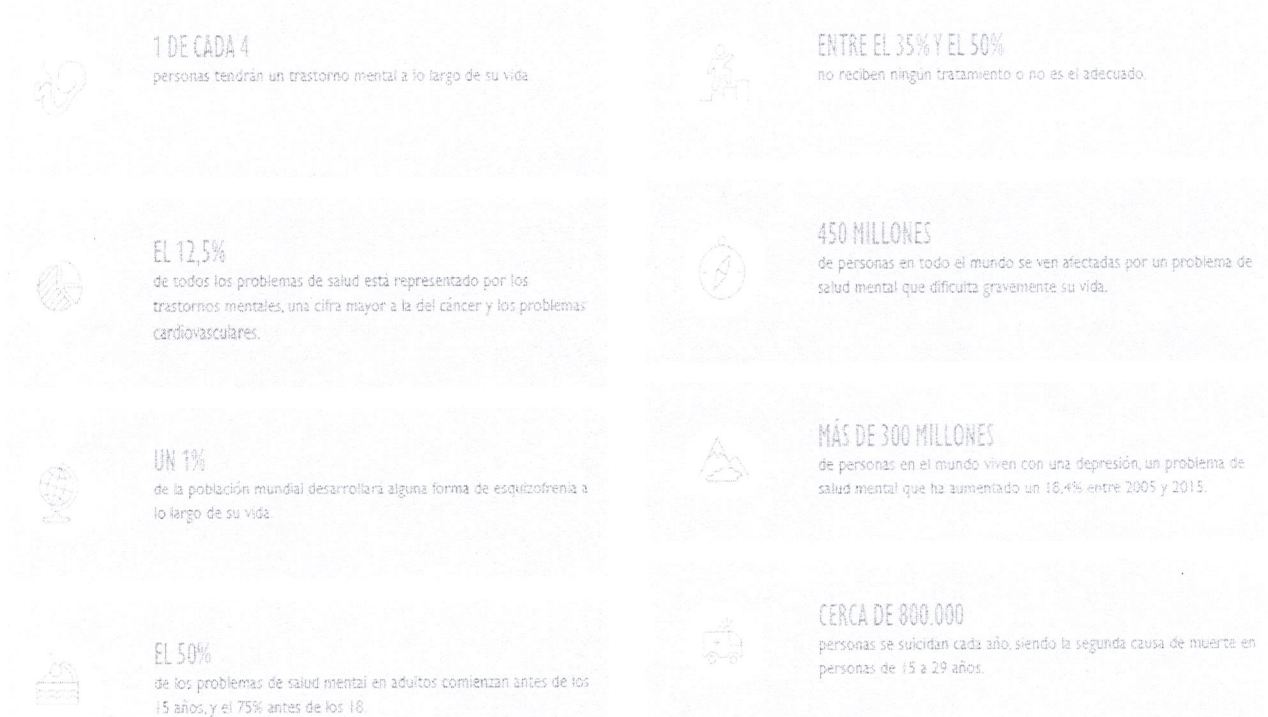 1 DE CADA 4
personas tendrán un trastorno mental a lo largo de su vida
EL 12,5%
de todos los problemas de salud está representado por los
trastornos mentales, una cifra mayor a la del cáncer y los problemas
cardiovasculares.
UN 1%
de la población mundial desarrollará alguna forma de esquizofrenia a
lo largo de su vida.
EL 50%
de los problemas de salud mental en adultos comienzan antes de los
15 años, y el 75% antes de los 18.
ENTRE EL 35% Y EL 50%
no reciben ningún tratamiento o no es el adecuado.
450 MILLONES
de personas en todo el mundo se ven afectadas por un problema de
salud mental que dificulta gravemente su vida.
MÁS DE 300 MILLONES
de personas en el mundo viven con una depresión, un problema de
salud mental que ha aumentado un 18,4% entre 2005 y 2015.
CERCA DE 800.000
personas se suicidan cada año, siendo la segunda causa de muerte en
personas de 15 a 29 años.